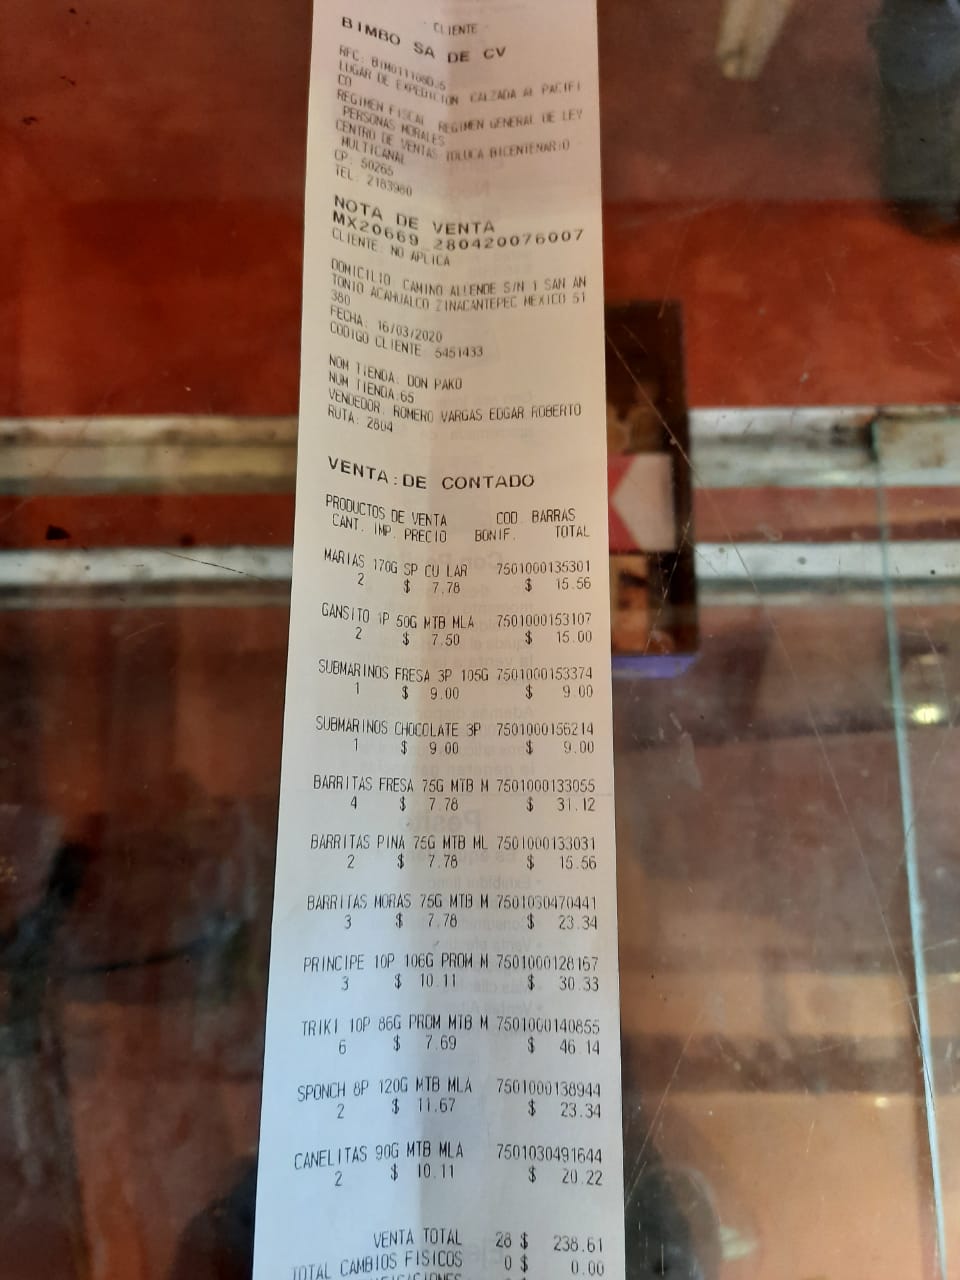 CLIENTE
BIMBO SA DE CV
RFC: BIM011108DJ5
LUGAR DE EXPEDICION CALZADA AL PACIFI
CO
REGIMEN FISCAL REGIMEN GENERAL DE LEY
PERSONAS MORALES
CENTRO DE VENTAS TOLUCA BICENTENARIO
MULTICANAL
CP: 50265
TEL: 2183980
NOTA DE VENTA
MX20669_280420076007
CLIENTE: NO APLICA
DOMICILIO: CAMINO ALLENDE S/N 1 SAN AN
TONIO ACAHUALCO ZINACANTEPEC MEXICO 51
380
FECHA: 16/03/2020
CODIGO CLIENTE: 5451433
NOM TIENDA: DON PAKO
NUM TIENDA:65
VENDEDOR: ROMERO VARGAS EDGAR ROBERTO
RUTA: 2804
VENTA:DE CONTADO
PRODUCTOS DE VENTA COD. BARRAS
CANT. IMP. PRECIO BONIF. TOTAL
MARIAS 170G SP CU LAR 7501000135301
2 $ 7.78 $ 15.56
GANSITO 1P 50G MTB MLA 7501000153107
2 $ 7.50 $ 15.00
SUBMARINOS FRESA 3P 105G 7501000153374
1 $ 9.00 $ 9.00
SUBMARINOS CHOCOLATE 3P 7501000156214
1 $ 9.00 $ 9.00
BARRITAS FRESA 75G MTB M 7501000133055
4 $ 7.78 $ 31.12
BARRITAS PINA 75G MTB ML 7501000133031
2 $ 7.78 $ 15.56
BARRITAS MORAS 75G MTB M 7501030470441
3 $ 7.78 $ 23.34
PRINCIPE 10P 106G PROM M 7501000128167
3 $ 10.11 $ 30.33
TRIKI 10P 86G PROM MTB M 7501000140855
6 $ 7.69 $ 46.14
SPONCH 8P 120G MTB MLA 7501000138944
2 $ 11.67 $ 23.34
CANELITAS 90G MTB MLA 7501030491644
2 $ 10.11 $ 20.22
VENTA TOTAL 28 $ 238.61
TOTAL CAMBIOS FISICOS 0 $ 0.00